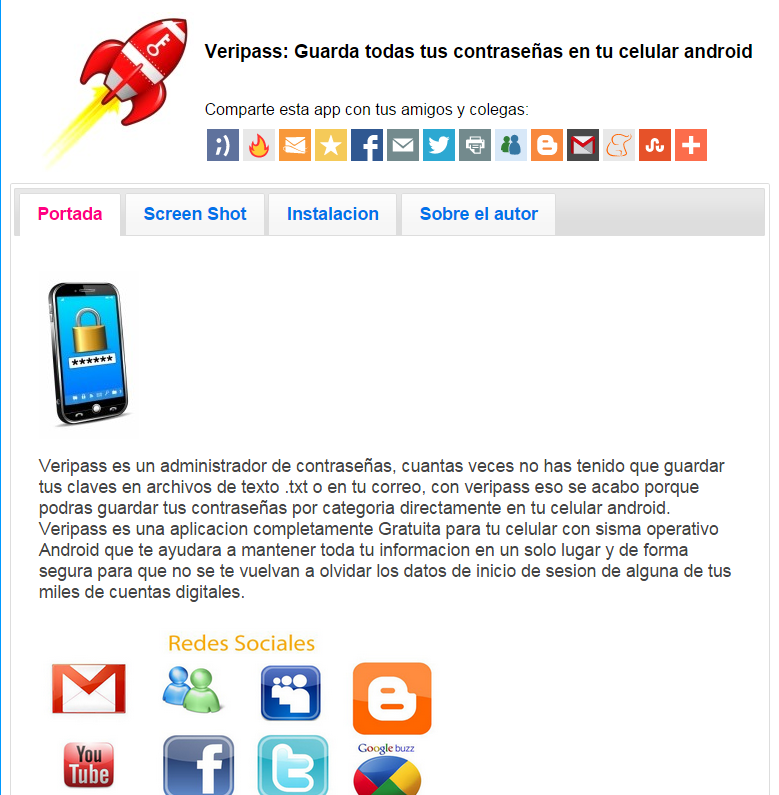 Veripass: Guarda todas tus contraseñas en tu celular android
Comparte esta app con tus amigos y colegas:
Portada
Screen Shot
Instalacion
Sobre el autor
******
Veripass es un administrador de contraseñas, cuantas veces no has tenido que guardar
tus claves en archivos de texto .txt o en tu correo, con veripass eso se acabo porque
podras guardar tus contraseñas por categoria directamente en tu celular android.
Veripass es una aplicacion completamente Gratuita para tu celular con sisma operativo
Android que te ayudara a mantener toda tu informacion en un solo lugar y de forma
segura para que no se te vuelvan a olvidar los datos de inicio de sesion de alguna de tus
miles de cuentas digitales.
Redes Sociales
You
Tube
Google buzz